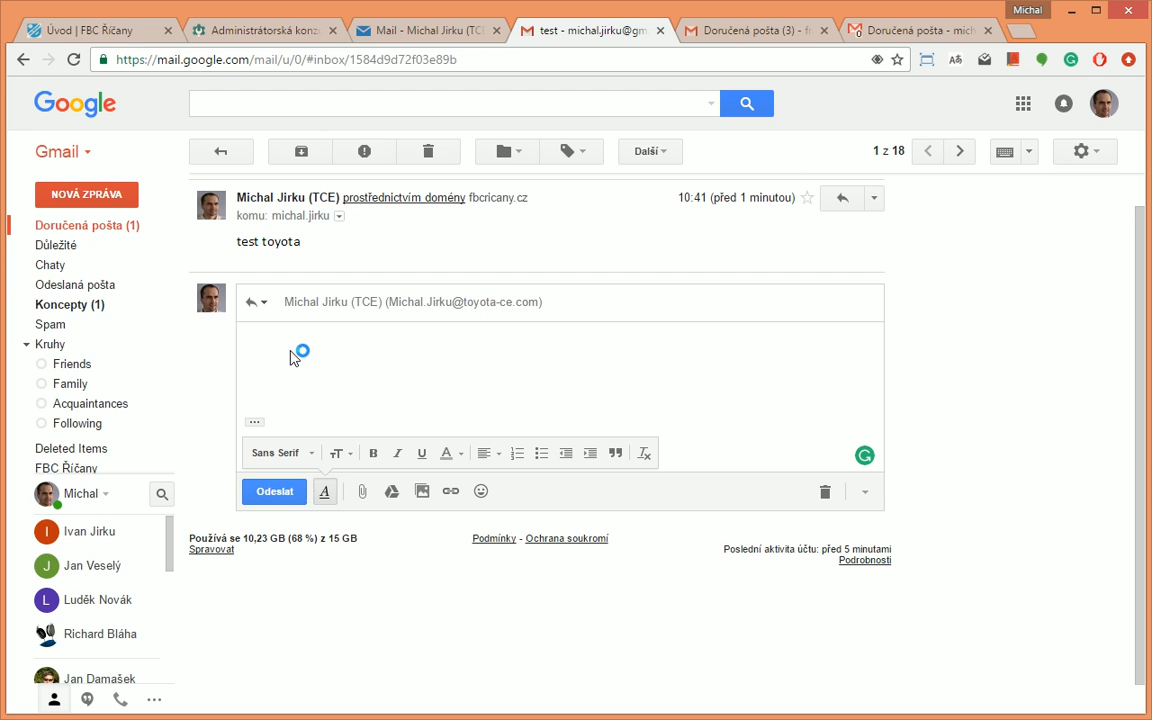 Michal
Úvod | FBC Říčany
Administrátorská konz
Mail - Michal Jirku (TC
test - michal.jirku@gm
Doručená pošta (3) - f
Doručená pošta - mich
https://mail.google.com/mail/u/0/#inbox/1584d9d72f03e89b
Google
Gmail
Další
1 z 18
NOVÁ ZPRÁVA
Doručená pošta (1)
Důležité
Chaty
Odeslaná pošta
Koncepty (1)
Spam
Kruhy
Friends
Family
Acquaintances
Following
Deleted Items
FBC Říčany
Michal
I Ivan Jirku
J Jan Veselý
L Luděk Novák
Richard Bláha
Jan Damašek
Michal Jirku (TCE) prostřednictvím domény fbcricany.cz
10:41 (před 1 minutou)
komu: michal.jirku
test toyota
Michal Jirku (TCE) (Michal.Jirku@toyota-ce.com)
Sans Serif
B I U A
Odeslat
A
Používá se 10,23 GB (68 %) z 15 GB
Spravovat
Podmínky - Ochrana soukromí
Poslední aktivita účtu: před 5 minutami
Podrobnosti